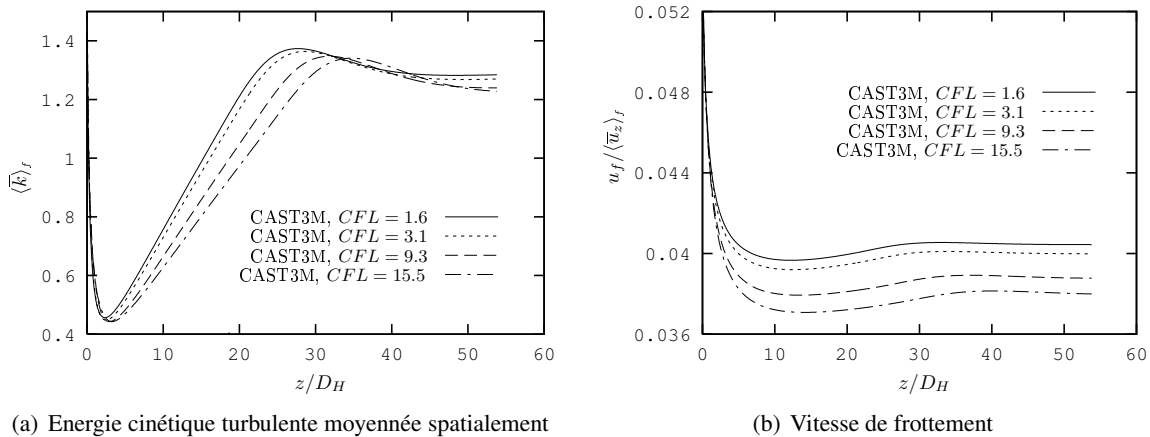 1.4
1.2
1
0.8
0.6
0.4
⟨k̅⟩_f
CAST3M, CFL = 1.6
CAST3M, CFL = 3.1
CAST3M, CFL = 9.3
CAST3M, CFL = 15.5
0 10 20 30 40 50 60
z/D_H
(a) Energie cinétique turbulente moyennée spatialement
0.052
0.048
0.044
0.04
0.036
u_f/⟨u̅_z⟩_f
CAST3M, CFL = 1.6
CAST3M, CFL = 3.1
CAST3M, CFL = 9.3
CAST3M, CFL = 15.5
0 10 20 30 40 50 60
z/D_H
(b) Vitesse de frottement